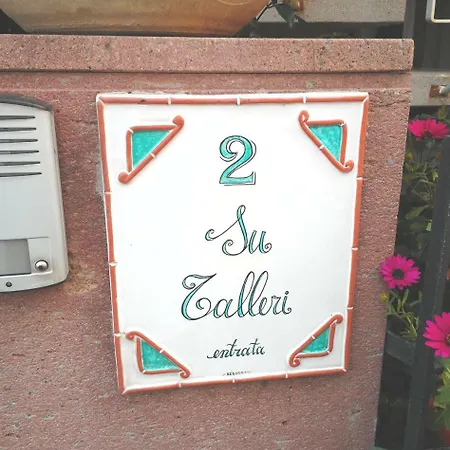 2
Su
Talleri
entrata